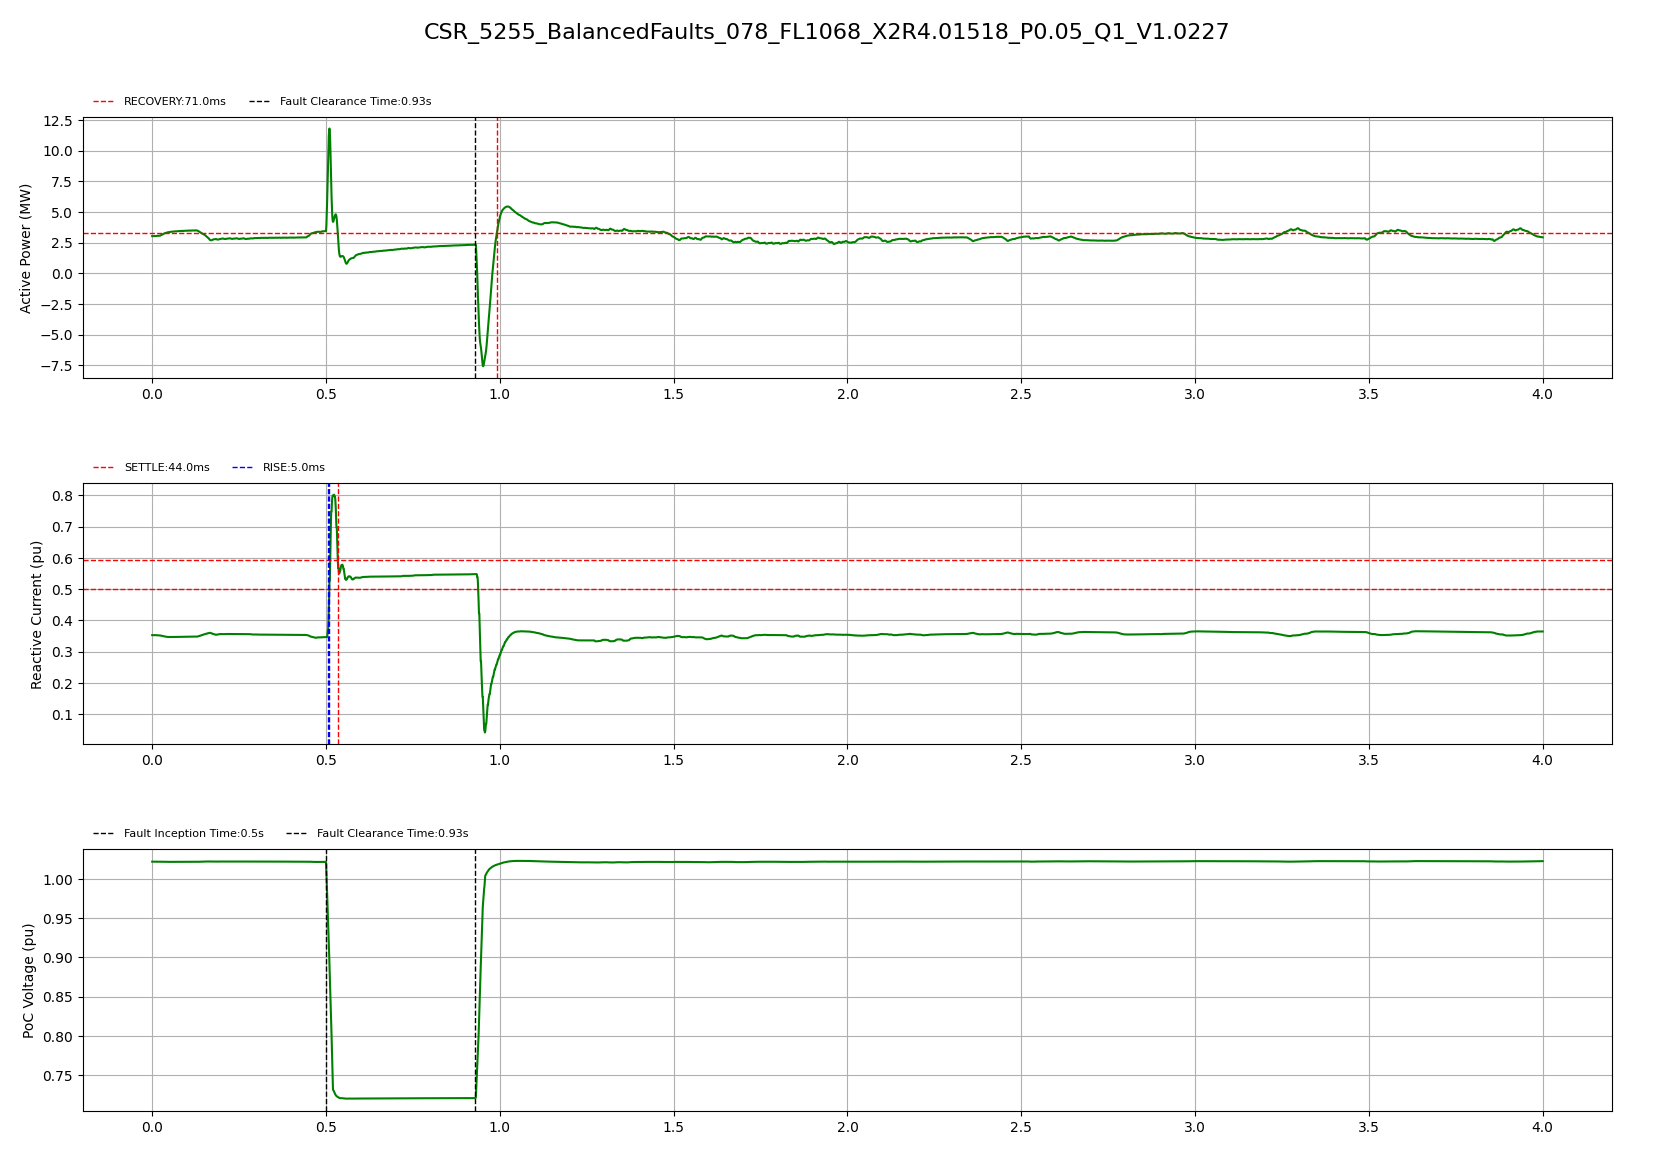 CSR_5255_BalancedFaults_078_FL1068_X2R4.01518_P0.05_Q1_V1.0227
RECOVERY:71.0ms Fault Clearance Time:0.93s
Active Power (MW)
12.5
10.0
7.5
5.0
2.5
0.0
−2.5
−5.0
−7.5
0.0 0.5 1.0 1.5 2.0 2.5 3.0 3.5 4.0
SETTLE:44.0ms RISE:5.0ms
Reactive Current (pu)
0.8
0.7
0.6
0.5
0.4
0.3
0.2
0.1
0.0 0.5 1.0 1.5 2.0 2.5 3.0 3.5 4.0
Fault Inception Time:0.5s Fault Clearance Time:0.93s
PoC Voltage (pu)
1.00
0.95
0.90
0.85
0.80
0.75
0.0 0.5 1.0 1.5 2.0 2.5 3.0 3.5 4.0